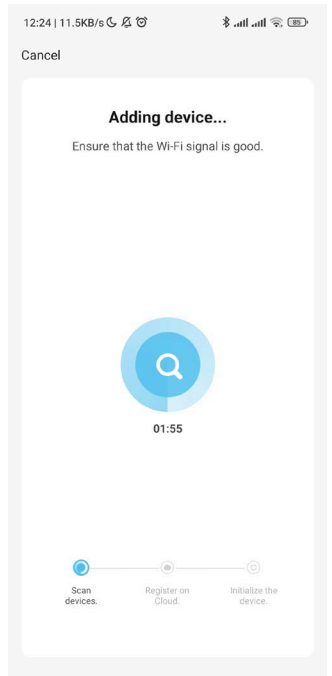 12:24 | 11.5KB/s
85
Cancel
Adding device...
Ensure that the Wi-Fi signal is good.
01:55
Scan devices.
Register on Cloud.
Initialize the device.